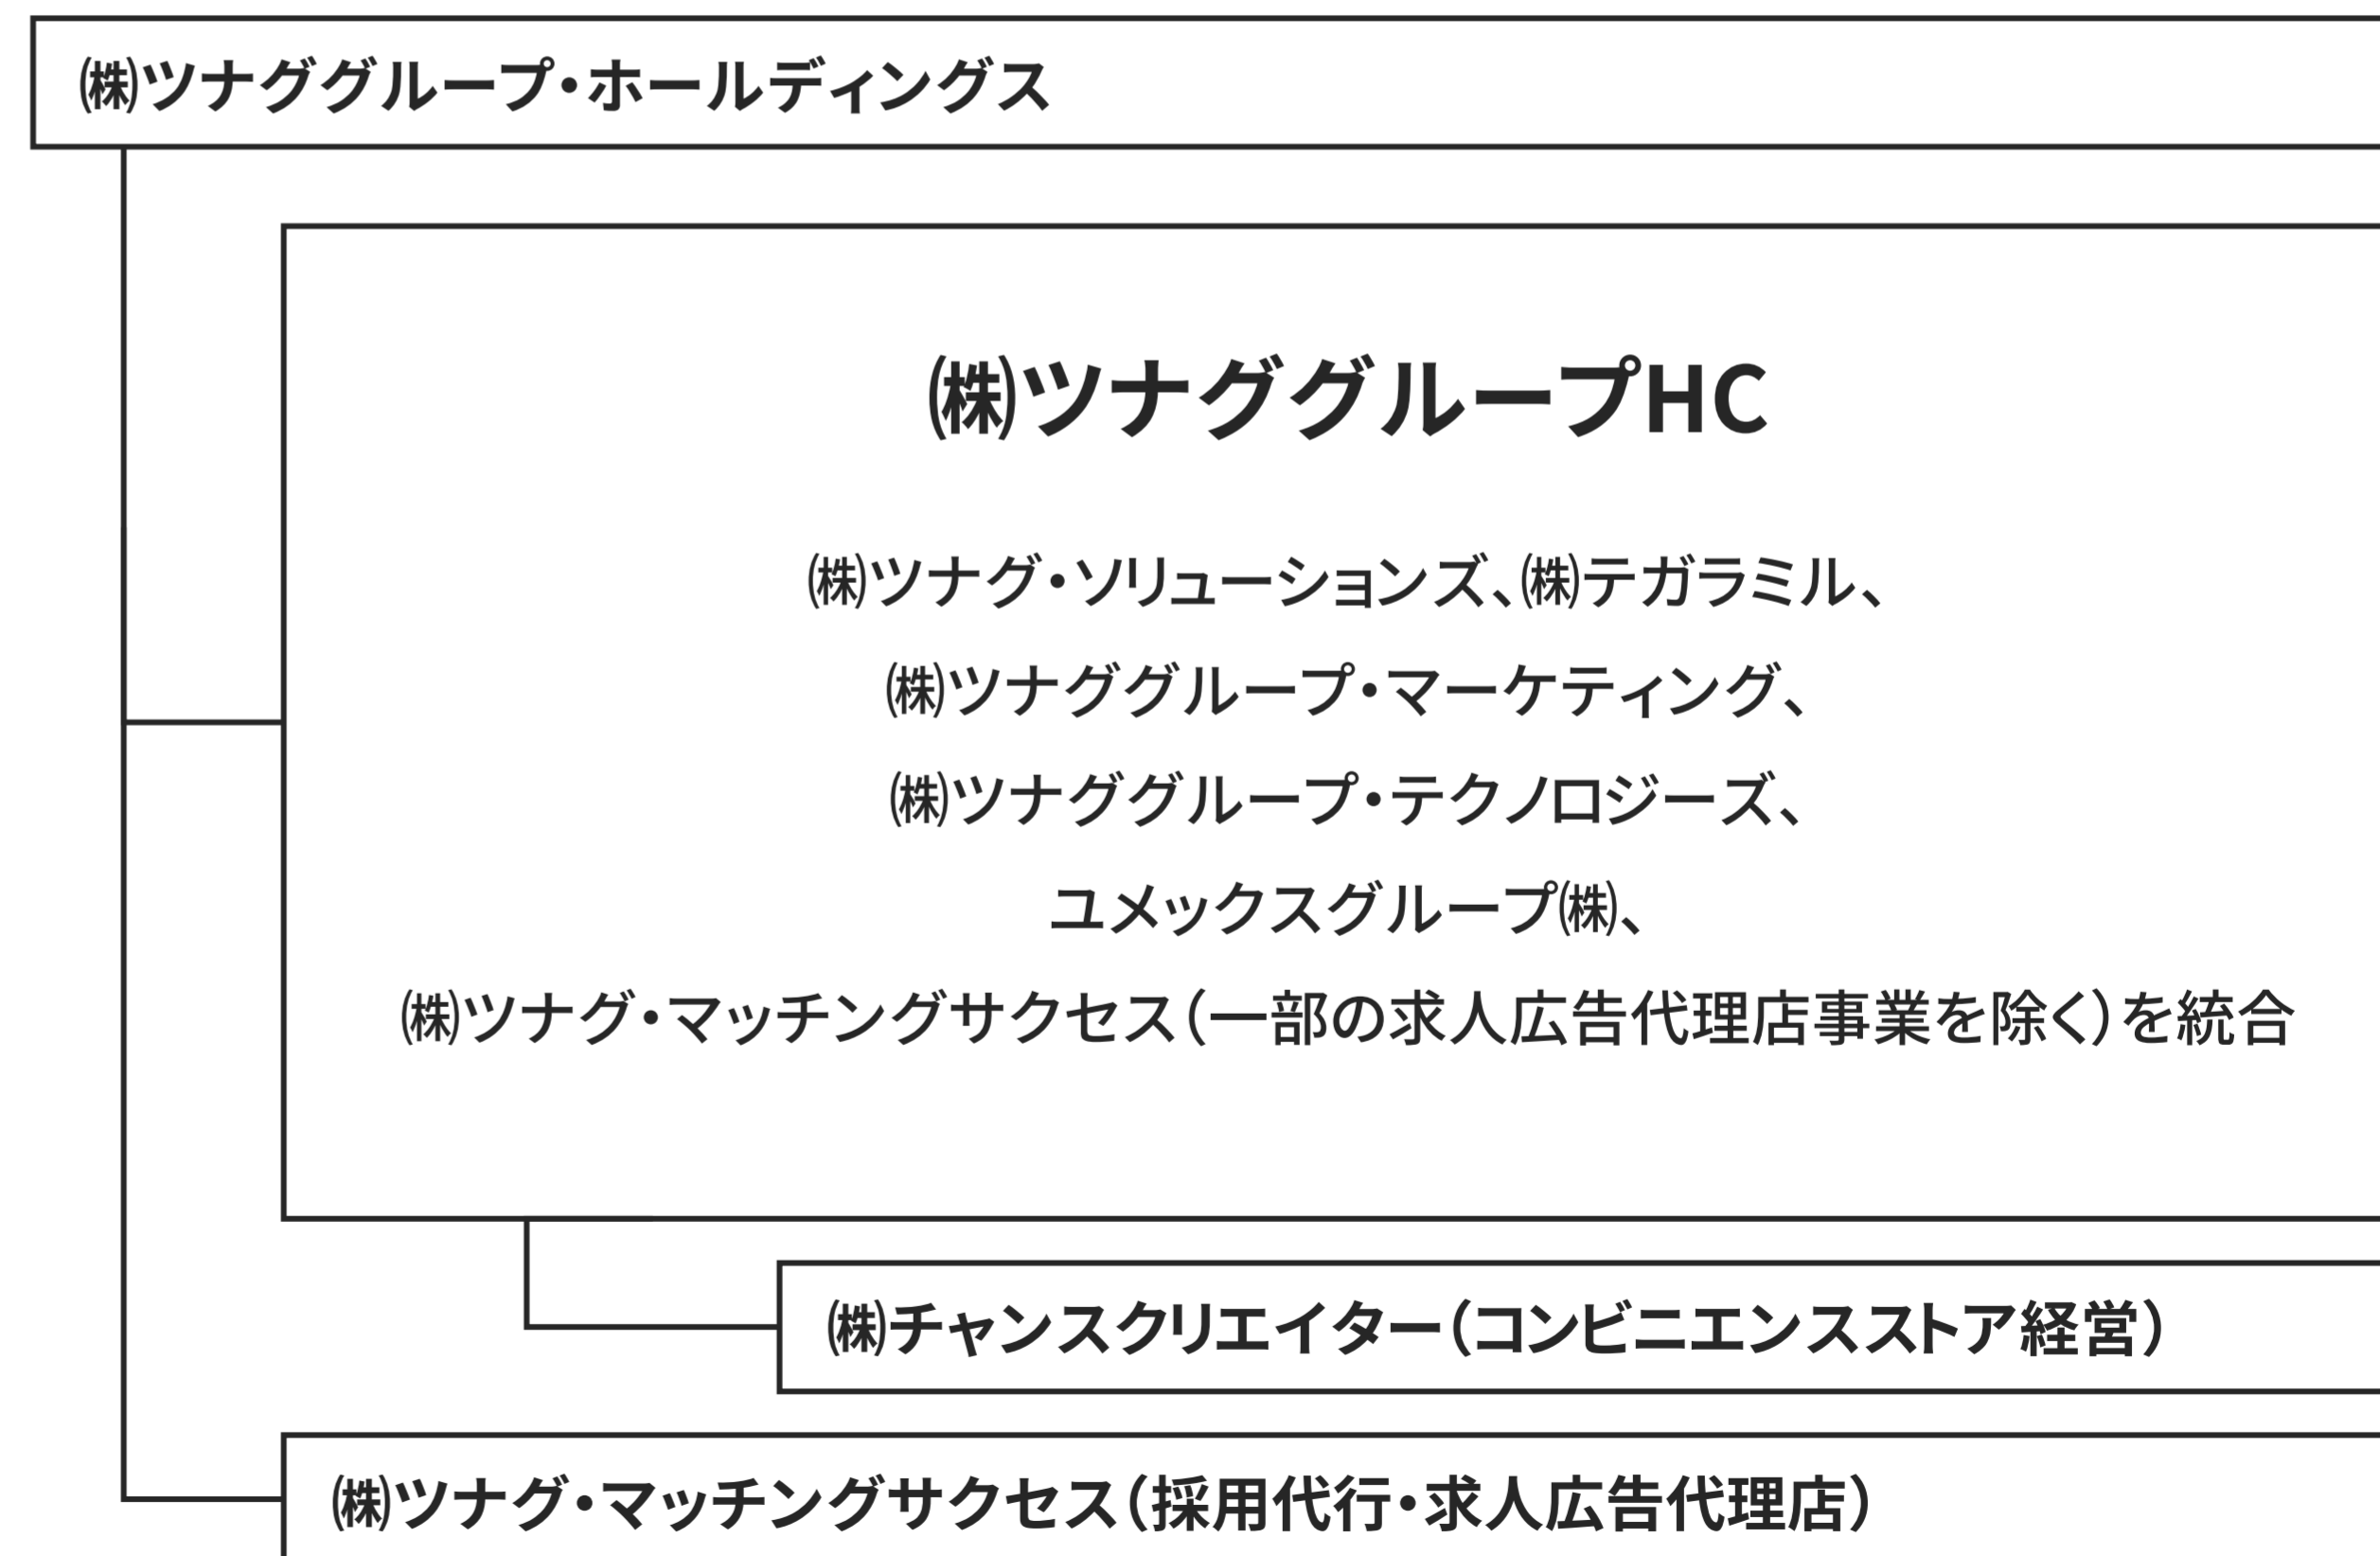 ㈱ツナググループ・ホールディングス
㈱ツナググループHC
㈱ツナグ・ソリューションズ、㈱テガラミル、
㈱ツナググループ・マーケティング、
㈱ツナググループ・テクノロジーズ、
ユメックスグループ㈱、
㈱ツナグ・マッチングサクセス(一部の求人広告代理店事業を除く)を統合
㈱チャンスクリエイター(コンビニエンスストア経営)
㈱ツナグ・マッチングサクセス(採用代行・求人広告代理店)